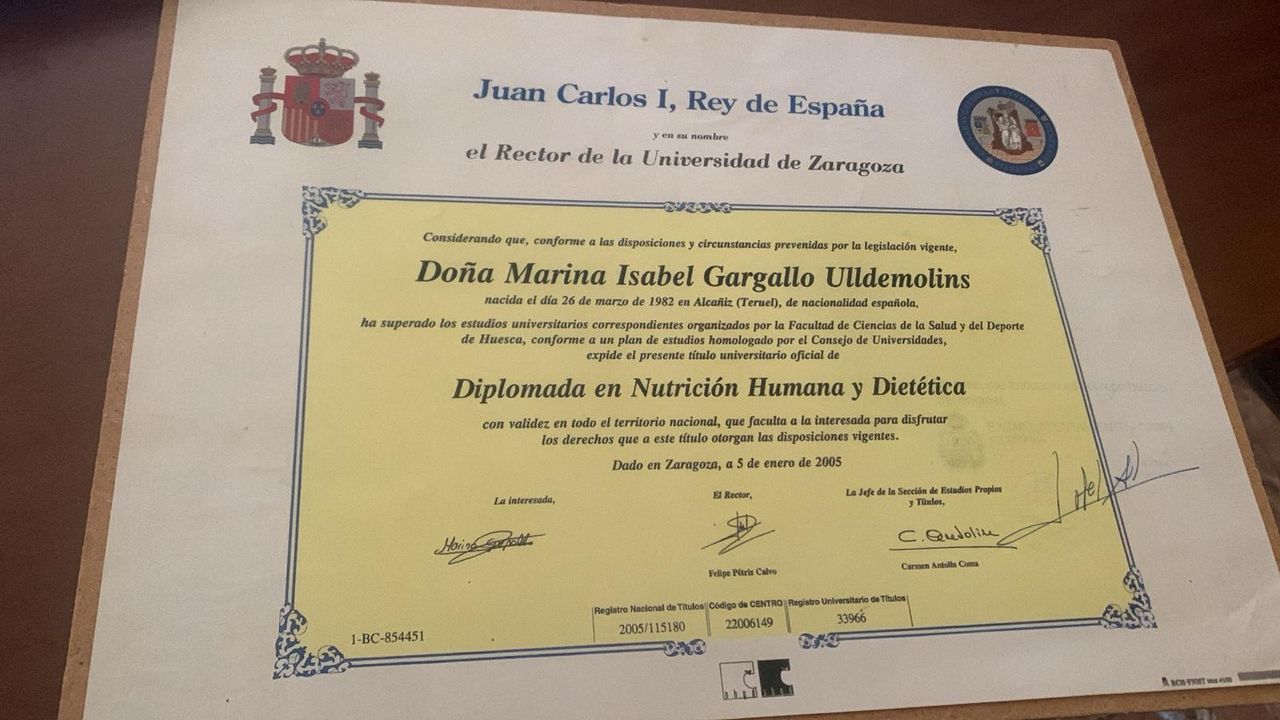 Juan Carlos I, Rey de España
y en su nombre
el Rector de la Universidad de Zaragoza
Considerando que, conforme a las disposiciones y circunstancias prevenidas por la legislación vigente,
Doña Marina Isabel Gargallo Ulldemolins
nacida el día 26 de marzo de 1982 en Alcañiz (Teruel), de nacionalidad española,
ha superado los estudios universitarios correspondientes organizados por la Facultad de Ciencias de la Salud y del Deporte
de Huesca, conforme a un plan de estudios homologado por el Consejo de Universidades,
expide el presente título universitario oficial de
Diplomada en Nutrición Humana y Dietética
con validez en todo el territorio nacional, que faculta a la interesada para disfrutar
los derechos que a este título otorgan las disposiciones vigentes.
Dado en Zaragoza, a 5 de enero de 2005
La interesada,
El Rector,
La Jefe de la Sección de Estudios Propios
y Títulos,
Marina Gargallo
Felipe Pétriz Calvo
Carmen Antolín Coma
Registro Nacional de Títulos Código de CENTRO Registro Universitario de Títulos
2005/115180 22006149 33966
1-BC-854451